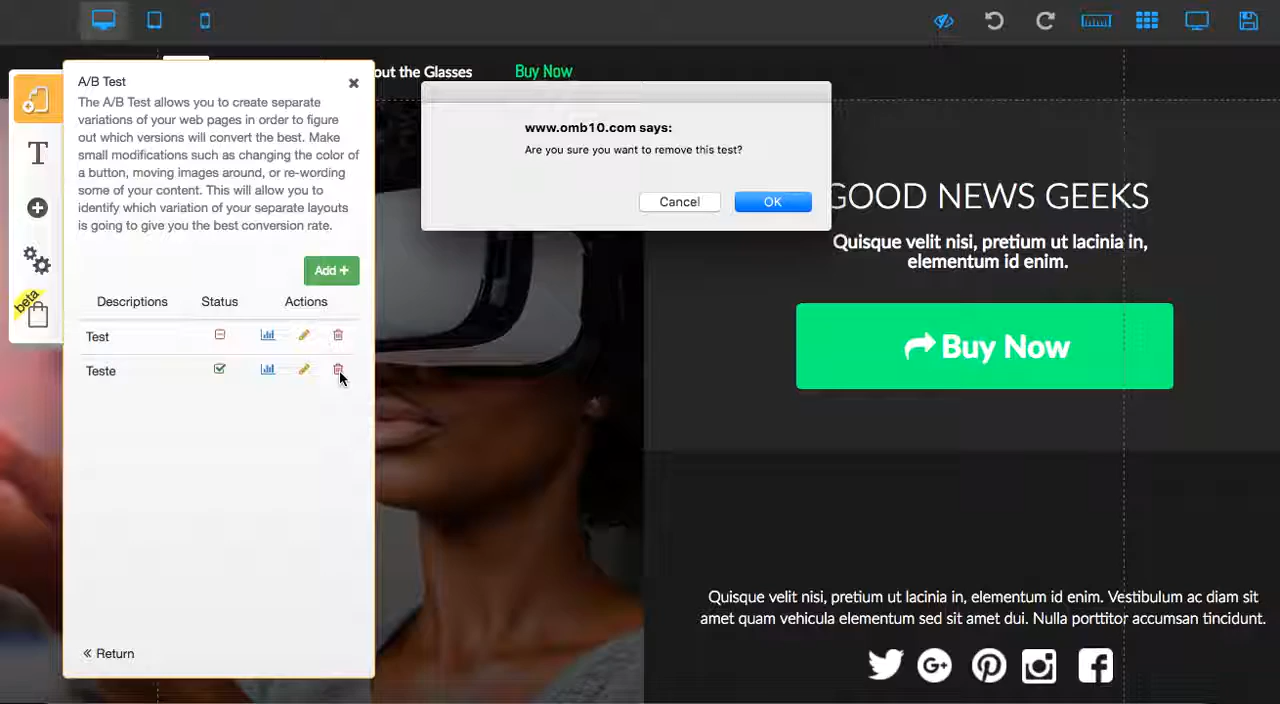 out the Glasses
Buy Now
A/B Test
The A/B Test allows you to create separate
variations of your web pages in order to figure
out which versions will convert the best. Make
small modifications such as changing the color of
a button, moving images around, or re-wording
some of your content. This will allow you to
identify which variation of your separate layouts
is going to give you the best conversion rate.
Add +
Descriptions Status Actions
Test
Teste
« Return
T
beta
www.omb10.com says:
Are you sure you want to remove this test?
Cancel OK
GOOD NEWS GEEKS
Quisque velit nisi, pretium ut lacinia in,
elementum id enim.
Buy Now
Quisque velit nisi, pretium ut lacinia in, elementum id enim. Vestibulum ac diam sit
amet quam vehicula elementum sed sit amet dui. Nulla porttitor accumsan tincidunt.